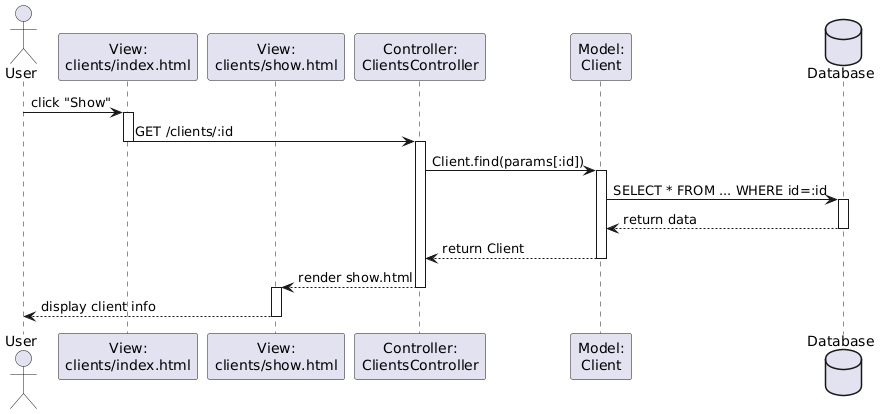 User
View:
clients/index.html
View:
clients/show.html
Controller:
ClientsController
Model:
Client
Database
click "Show"
GET /clients/:id
Client.find(params[:id])
SELECT * FROM ... WHERE id=:id
return data
return Client
render show.html
display client info
User
View:
clients/index.html
View:
clients/show.html
Controller:
ClientsController
Model:
Client
Database